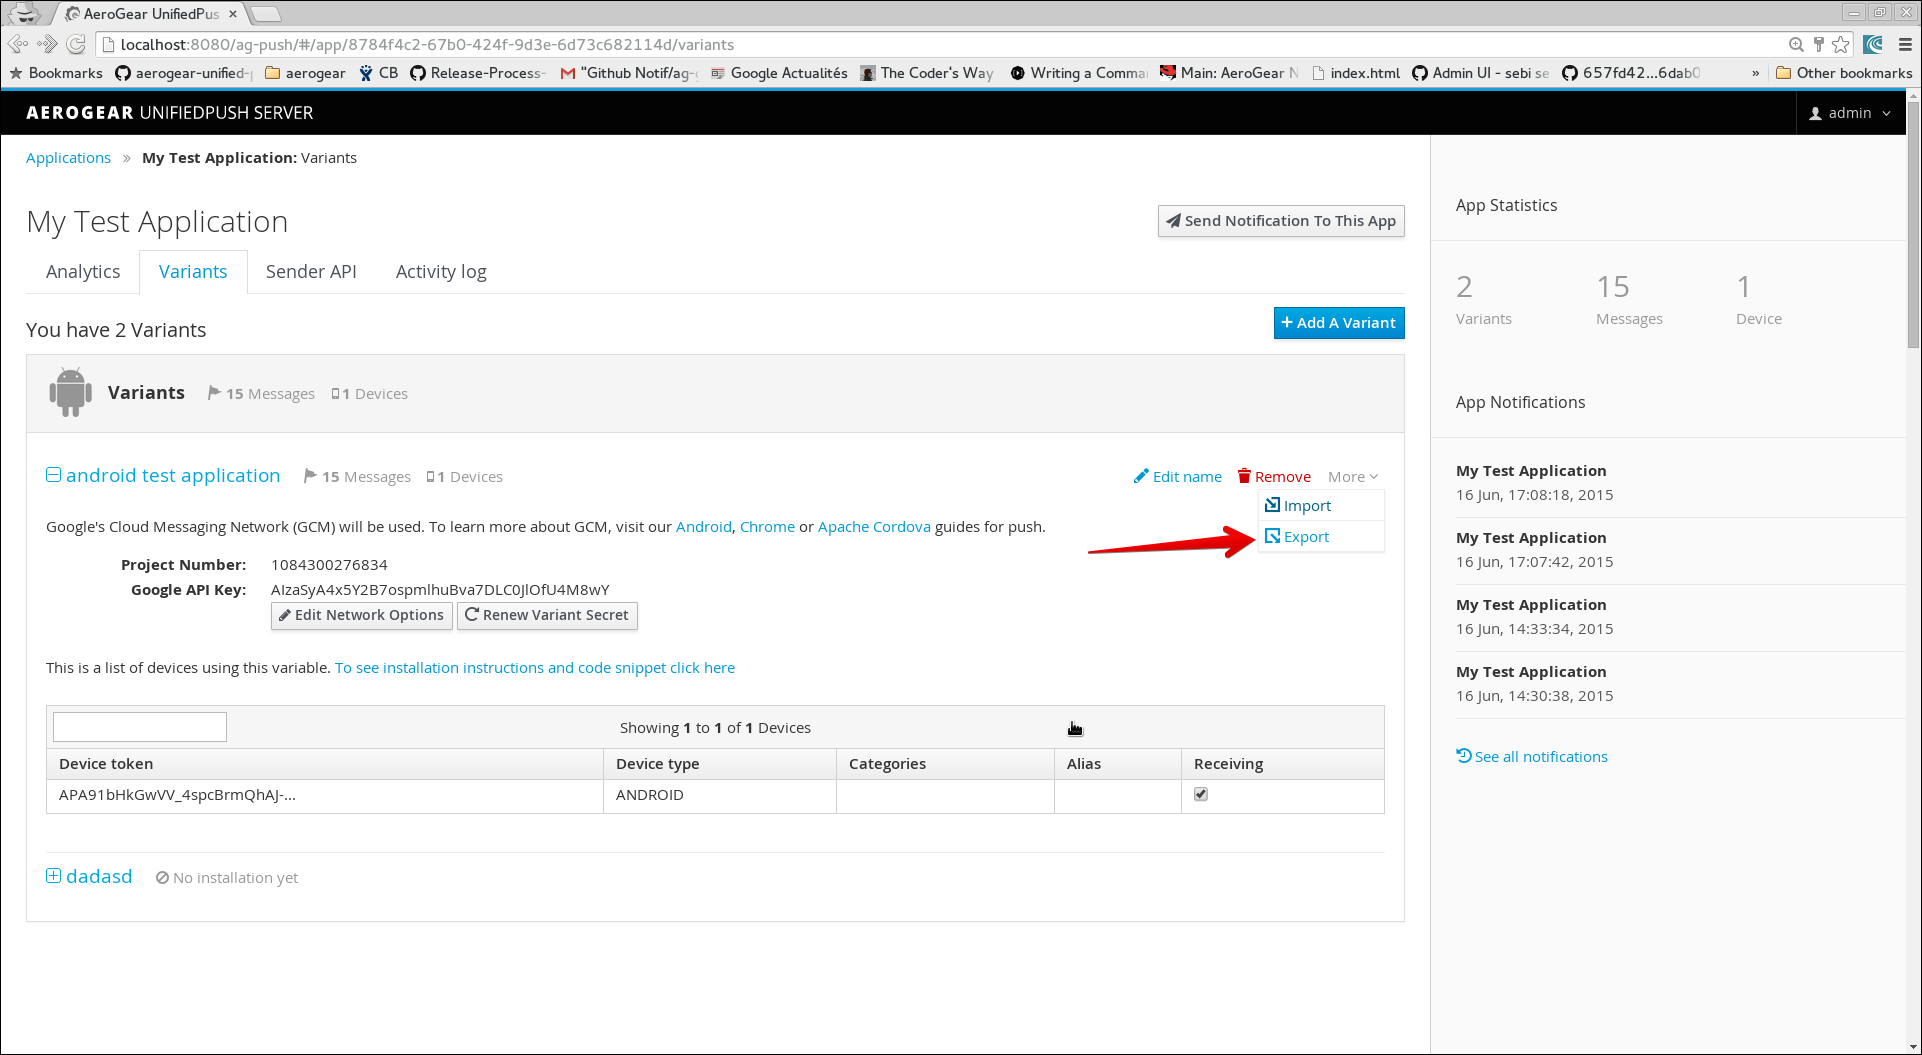 AeroGear UnifiedPus
localhost:8080/ag-push/#/app/8784f4c2-67b0-424f-9d3e-6d73c682114d/variants
Bookmarks aerogear-unified- aerogear CB Release-Process- "Github Notif/ag- Google Actualités The Coder's Way Writing a Comma Main: AeroGear N index.html Admin UI - sebi se 657fd42...6dab0 » Other bookmarks
AEROGEAR UNIFIEDPUSH SERVER
admin
Applications » My Test Application: Variants
My Test Application
Send Notification To This App
Analytics Variants Sender API Activity log
You have 2 Variants
+ Add A Variant
Variants 15 Messages 1 Devices
android test application 15 Messages 1 Devices
Edit name Remove More
Import
Export
Google's Cloud Messaging Network (GCM) will be used. To learn more about GCM, visit our Android, Chrome or Apache Cordova guides for push.
Project Number: 1084300276834
Google API Key: AIzaSyA4x5Y2B7ospmlhuBva7DLC0JlOfU4M8wY
Edit Network Options Renew Variant Secret
This is a list of devices using this variable. To see installation instructions and code snippet click here
Showing 1 to 1 of 1 Devices
Device token Device type Categories Alias Receiving
APA91bHkGwVV_4spcBrmQhAJ-... ANDROID
dadasd No installation yet
App Statistics
2 15 1
Variants Messages Device
App Notifications
My Test Application
16 Jun, 17:08:18, 2015
My Test Application
16 Jun, 17:07:42, 2015
My Test Application
16 Jun, 14:33:34, 2015
My Test Application
16 Jun, 14:30:38, 2015
See all notifications